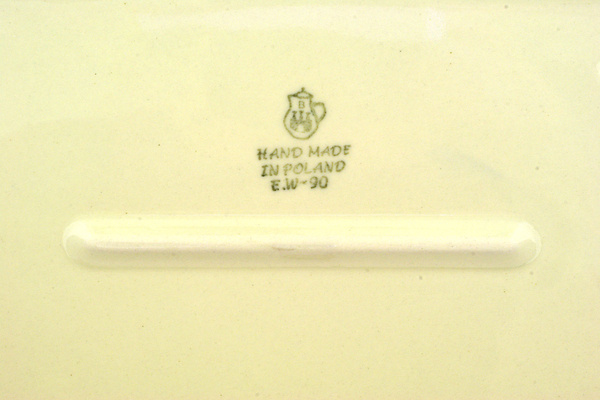 B
HAND MADE
IN POLAND
E.W-90